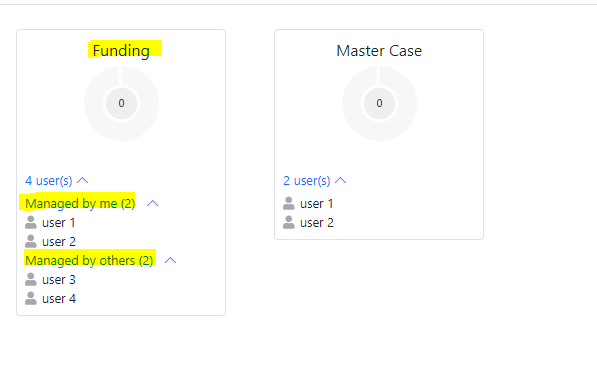 Funding
0
4 user(s)
Managed by me (2)
user 1
user 2
Managed by others (2)
user 3
user 4
Master Case
0
2 user(s)
user 1
user 2